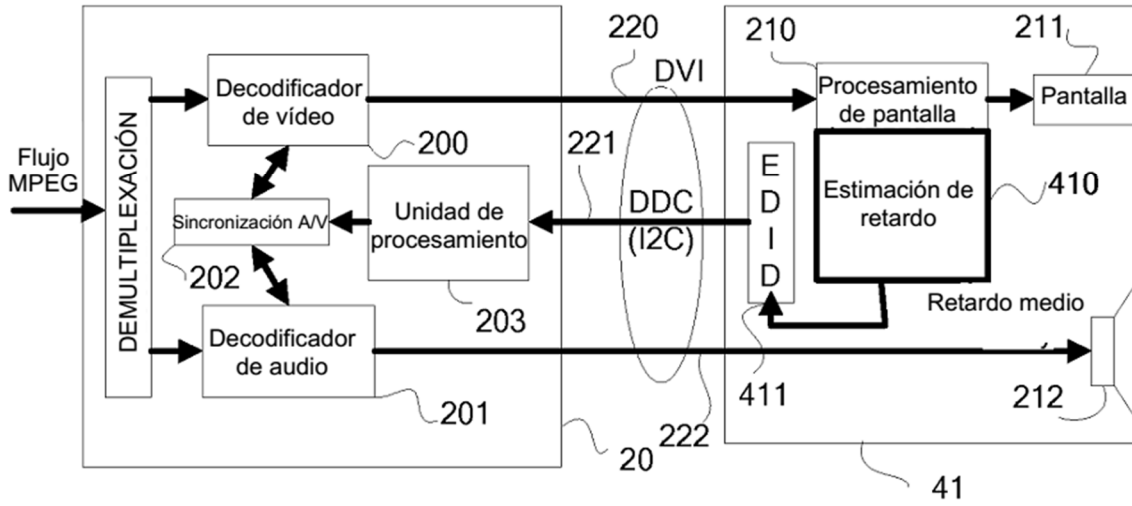 220
DVI
210
211
Decodificador
de vídeo
Procesamiento
de pantalla
Pantalla
200
Flujo
MPEG
DEMULTIPLEXACIÓN
221
EDID
Estimación de
retardo
410
Sincronización A/V
Unidad de
procesamiento
DDC
(I2C)
202
203
Retardo medio
Decodificador
de audio
411
212
201
222
20
41